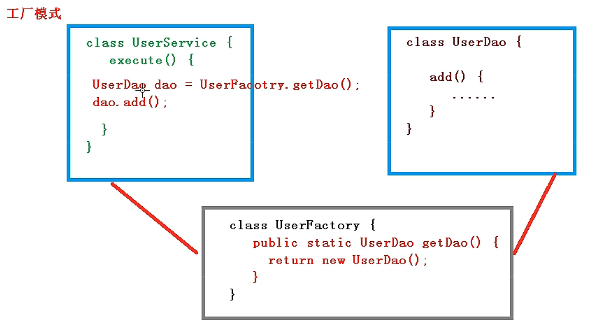 工厂模式
class UserService {
execute() {
UserDao dao = UserFacotry.getDao();
dao.add();
}
}
class UserDao {
add() {
......
}
}
class UserFactory {
public static UserDao getDao() {
return new UserDao();
}
}